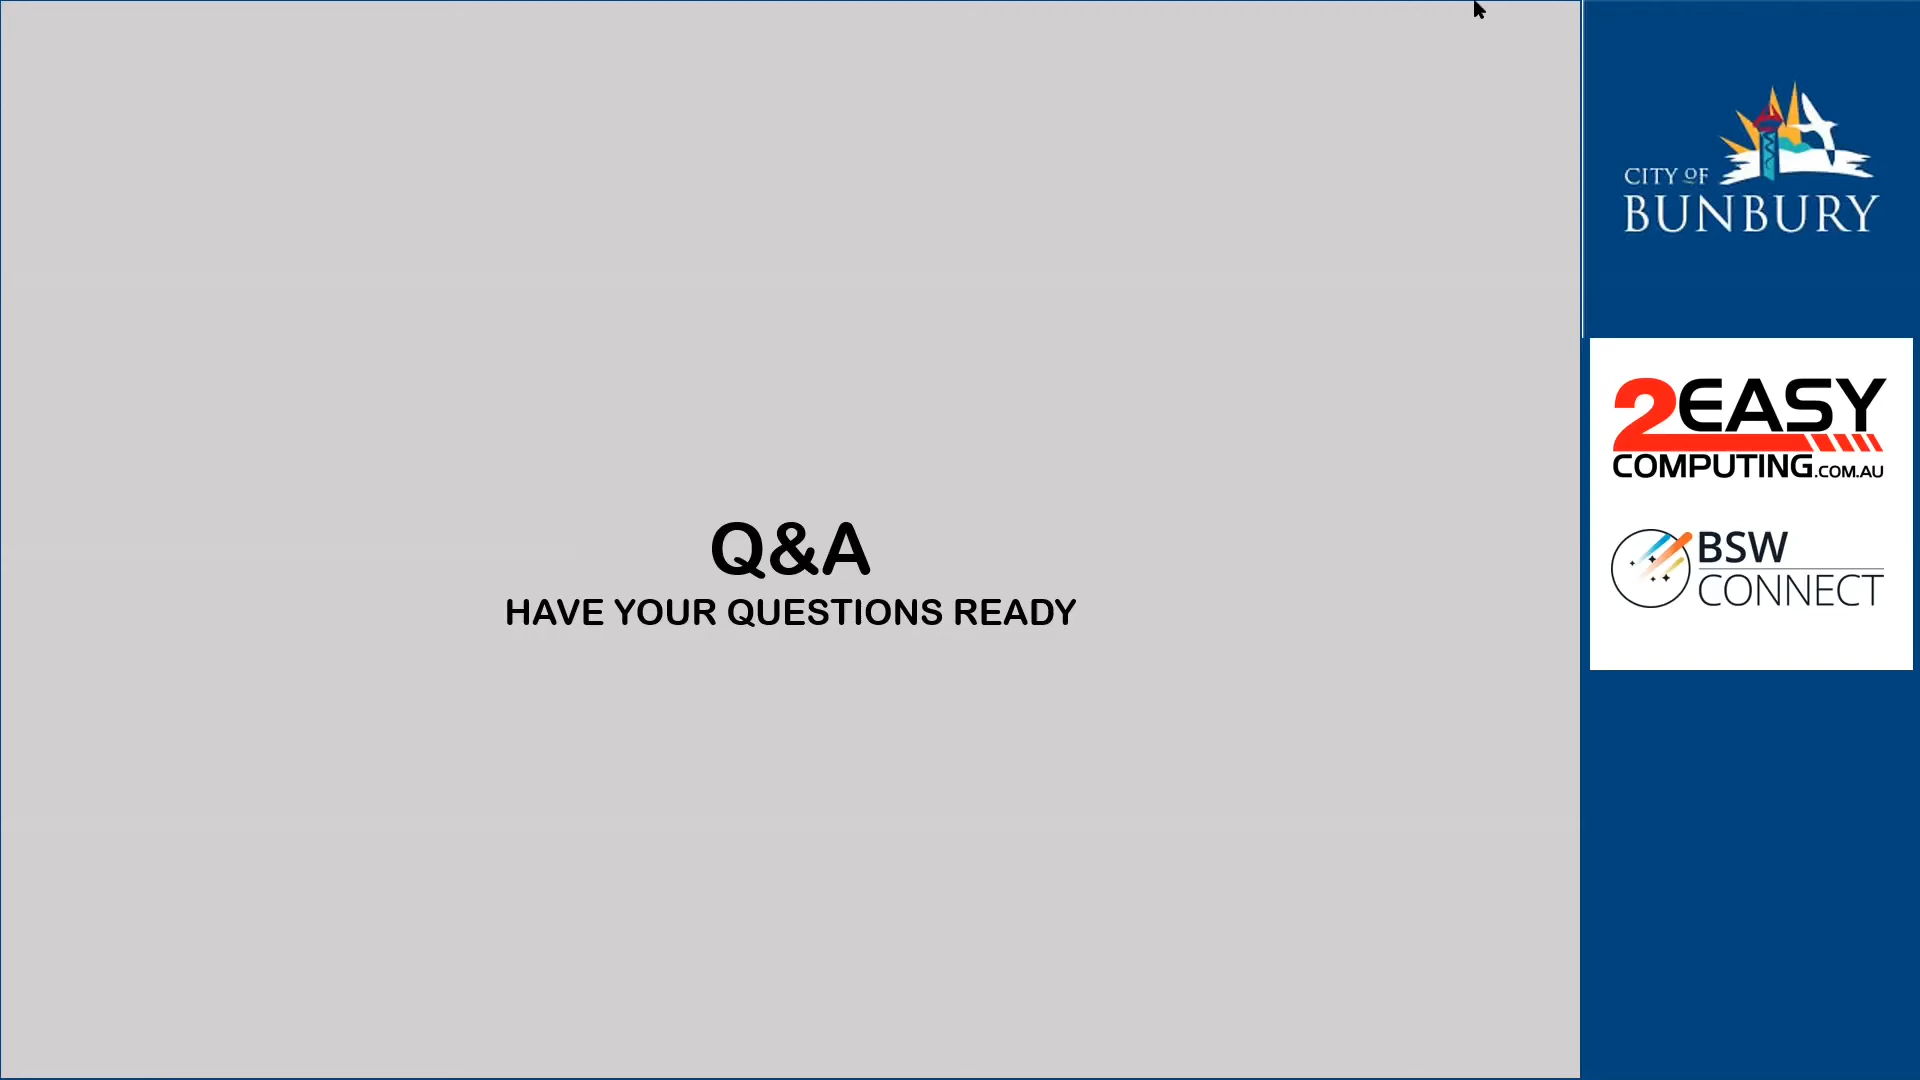 Q&A
HAVE YOUR QUESTIONS READY
CITY OF
BUNBURY
2EASY
COMPUTING.COM.AU
BSW
CONNECT